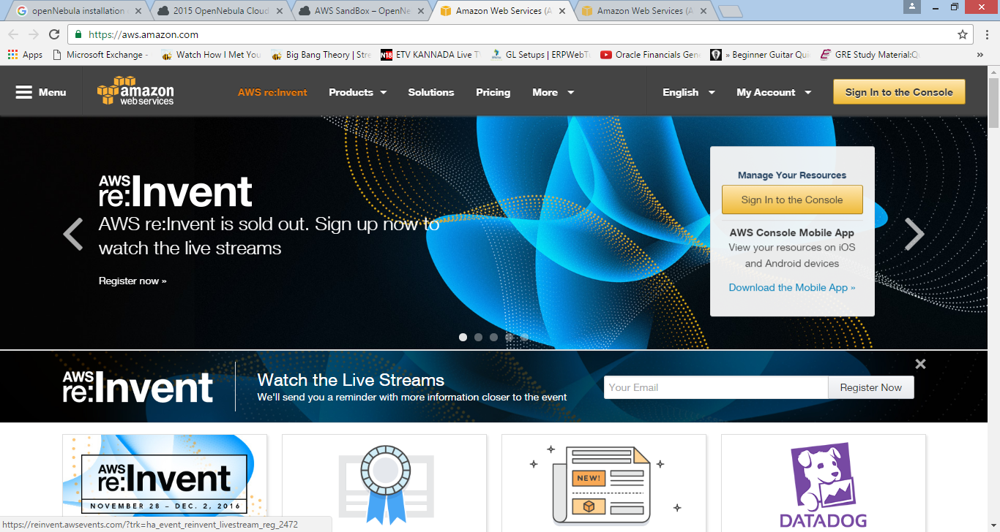 openNebula installation
2015 OpenNebula Cloud
AWS SandBox – OpenNe
Amazon Web Services (A
Amazon Web Services (A
https://aws.amazon.com
Apps
Microsoft Exchange -
Watch How I Met You
Big Bang Theory | Stre
N18
ETV KANNADA Live T
GL Setups | ERPWebT
Oracle Financials Gen
» Beginner Guitar Qui
GRE Study Material:Q
»
Menu
amazon
web services
AWS re:Invent
Products
Solutions
Pricing
More
English
My Account
Sign In to the Console
AWS
re:Invent
AWS re:Invent is sold out. Sign up now to
watch the live streams
Register now »
Manage Your Resources
Sign In to the Console
AWS Console Mobile App
View your resources on iOS
and Android devices
Download the Mobile App »
AWS
re:Invent
Watch the Live Streams
We'll send you a reminder with more information closer to the event
Your Email
Register Now
AWS
re:Invent
NOVEMBER 28 – DEC. 2, 2016
NEW!
DATADOG
https://reinvent.awsevents.com/?trk=ha_event_reinvent_livestream_reg_2472